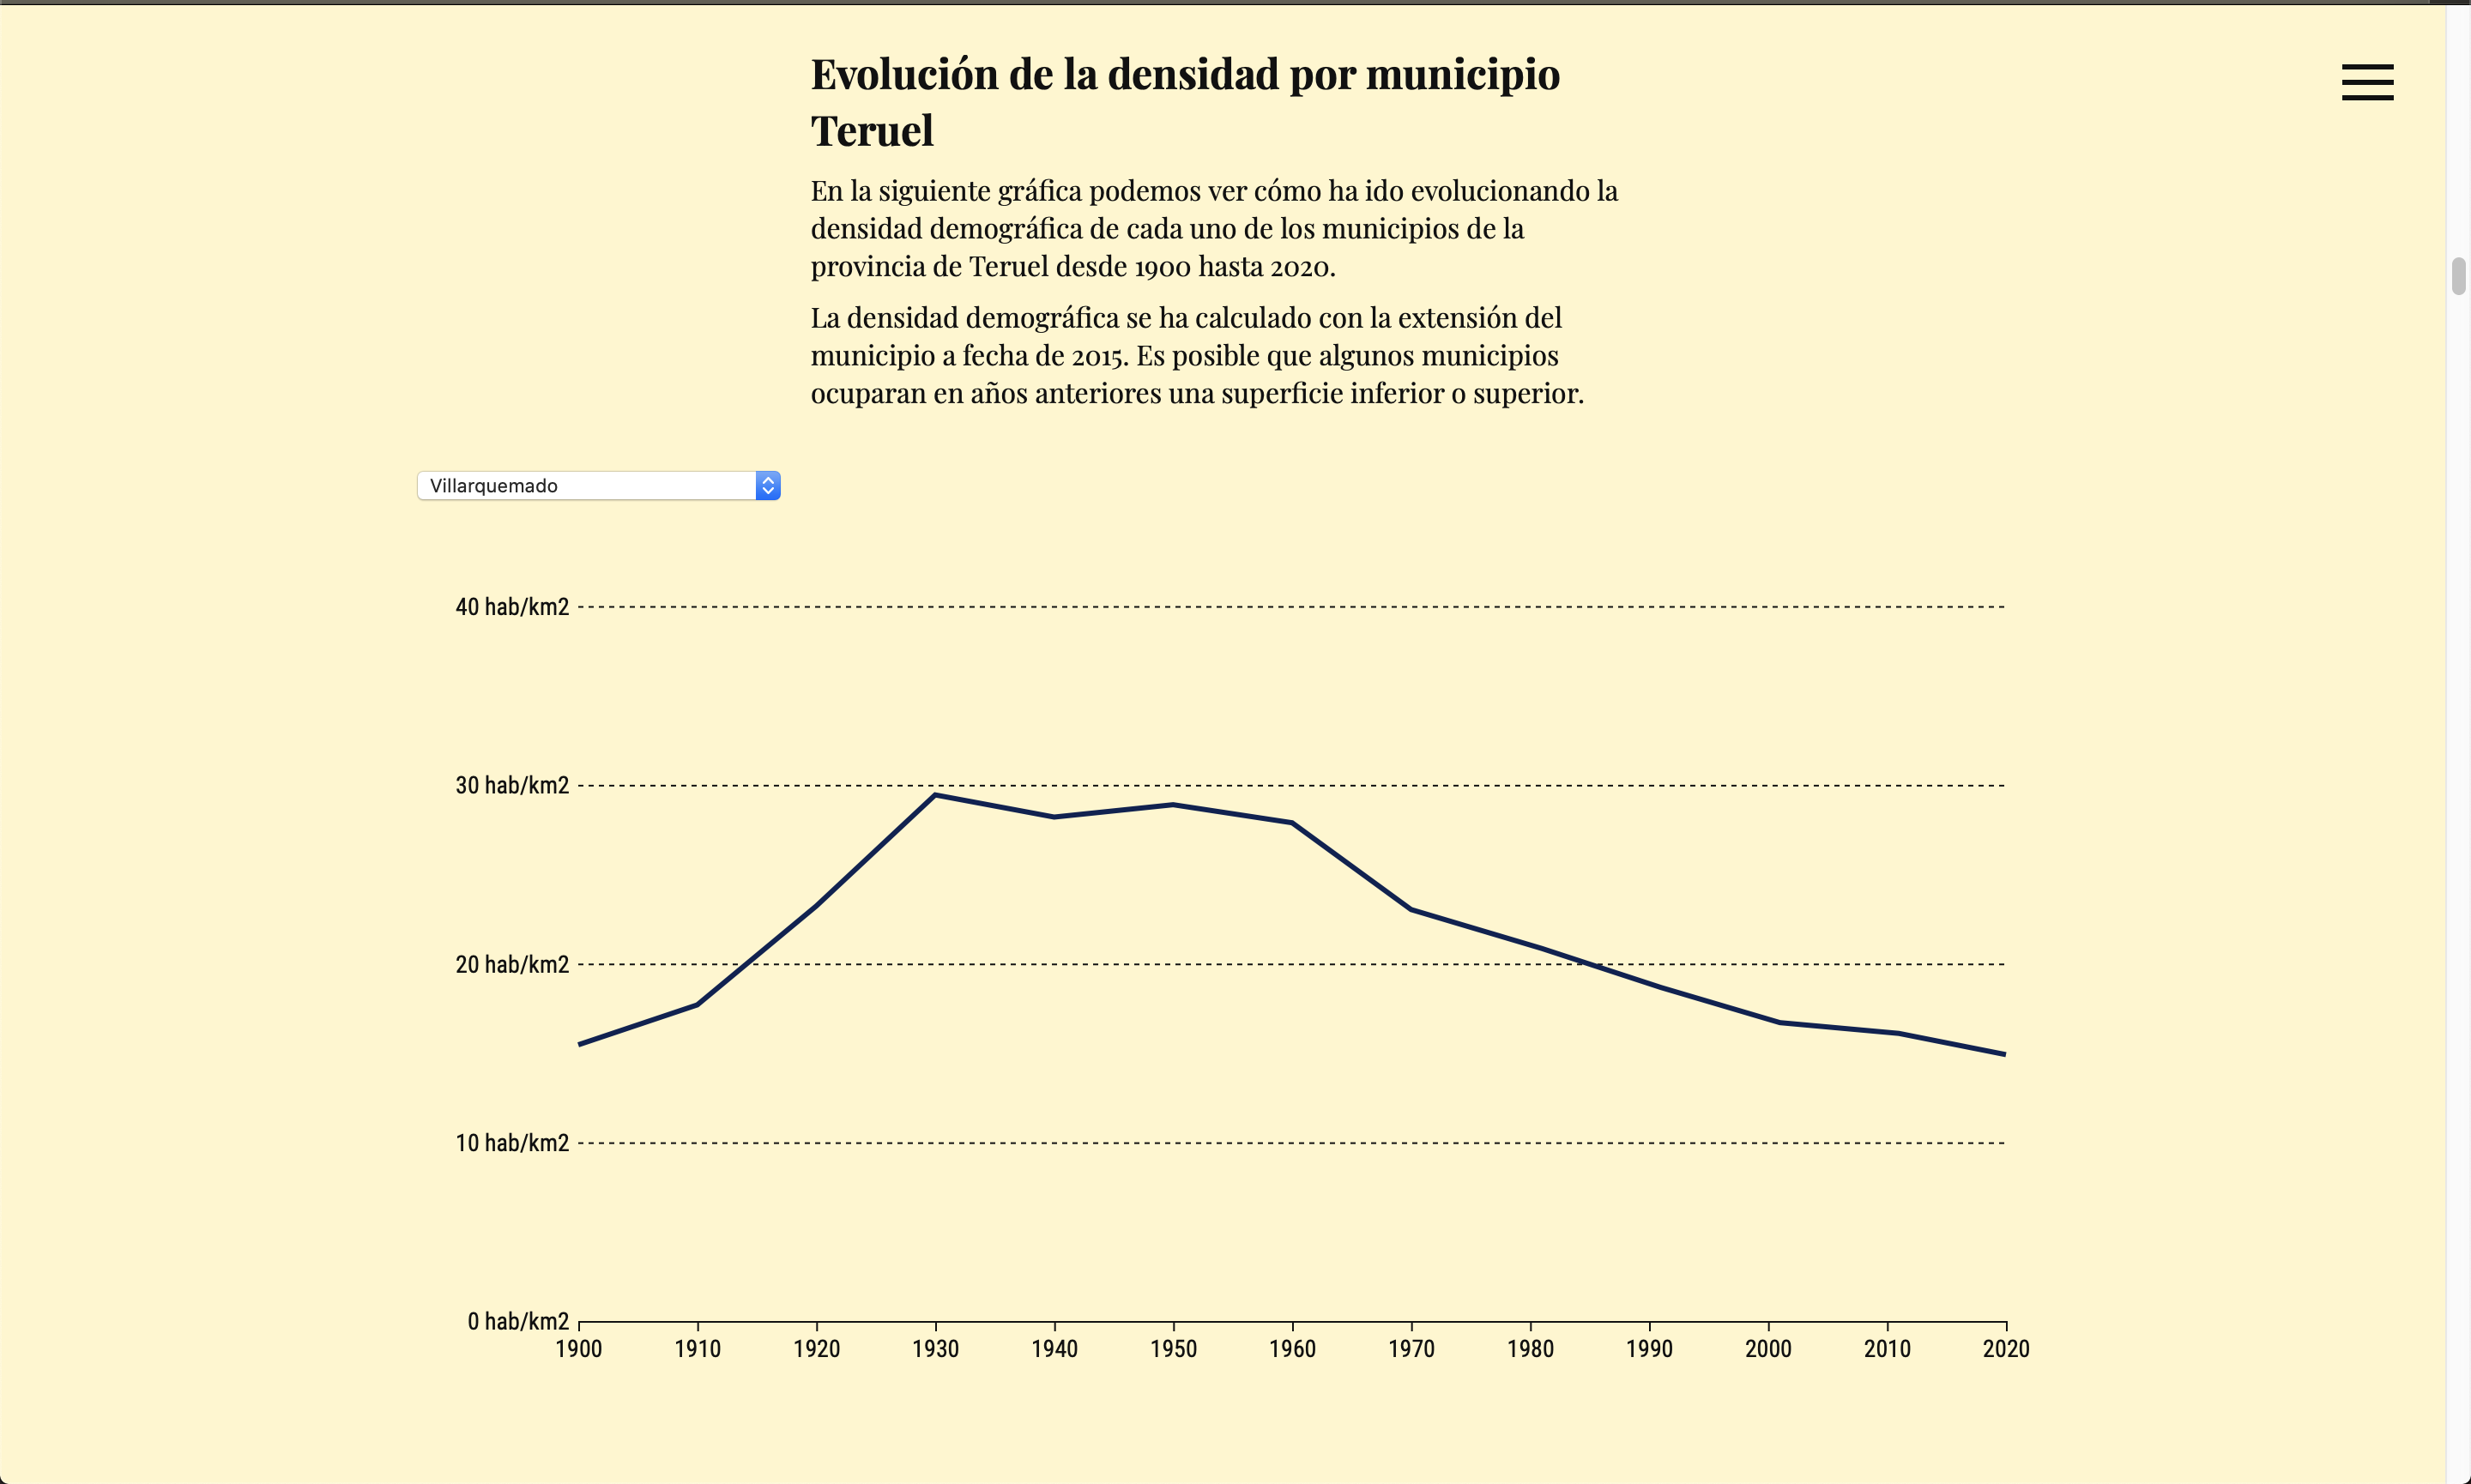 Evolución de la densidad por municipio
Teruel
En la siguiente gráfica podemos ver cómo ha ido evolucionando la
densidad demográfica de cada uno de los municipios de la
provincia de Teruel desde 1900 hasta 2020.
La densidad demográfica se ha calculado con la extensión del
municipio a fecha de 2015. Es posible que algunos municipios
ocuparan en años anteriores una superficie inferior o superior.
Villarquemado
40 hab/km2
30 hab/km2
20 hab/km2
10 hab/km2
0 hab/km2
1900 1910 1920 1930 1940 1950 1960 1970 1980 1990 2000 2010 2020